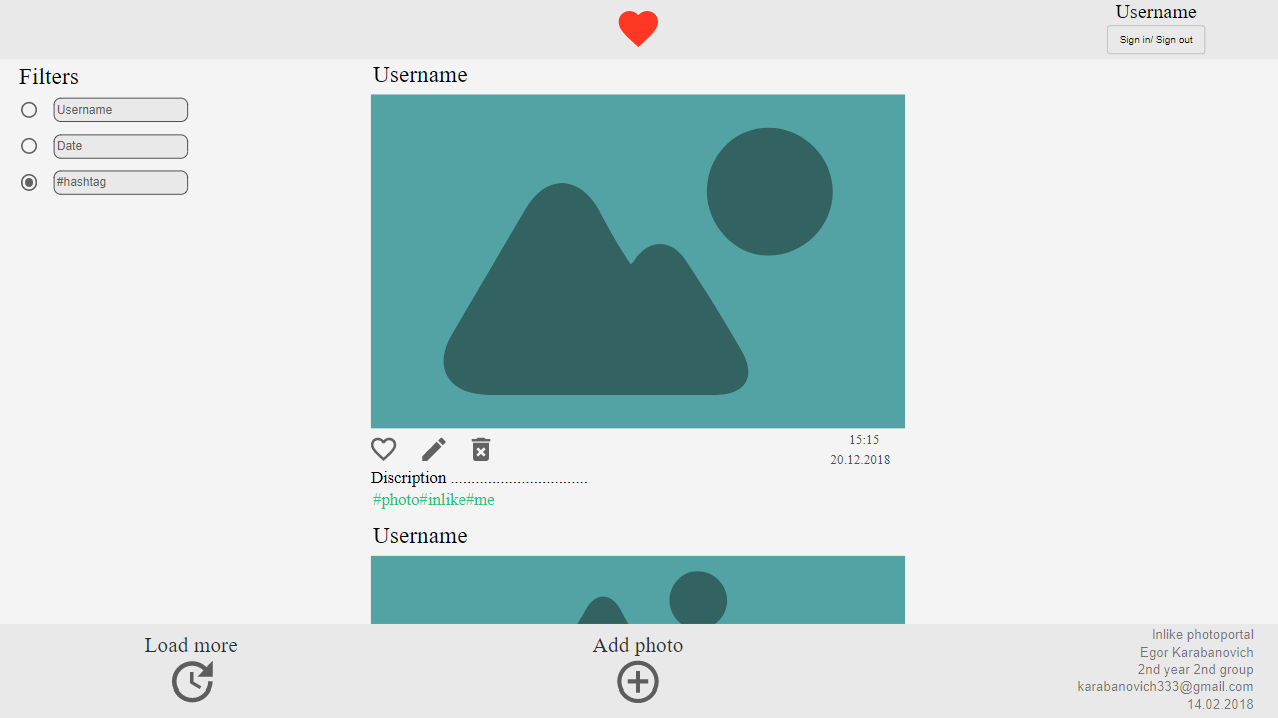 Username
Sign in/ Sign out
Filters
Username
Date
#hashtag
Username
15:15
20.12.2018
Discription .................................
#photo#inlike#me
Username
Load more
Add photo
Inlike photoportal
Egor Karabanovich
2nd year 2nd group
karabanovich333@gmail.com
14.02.2018